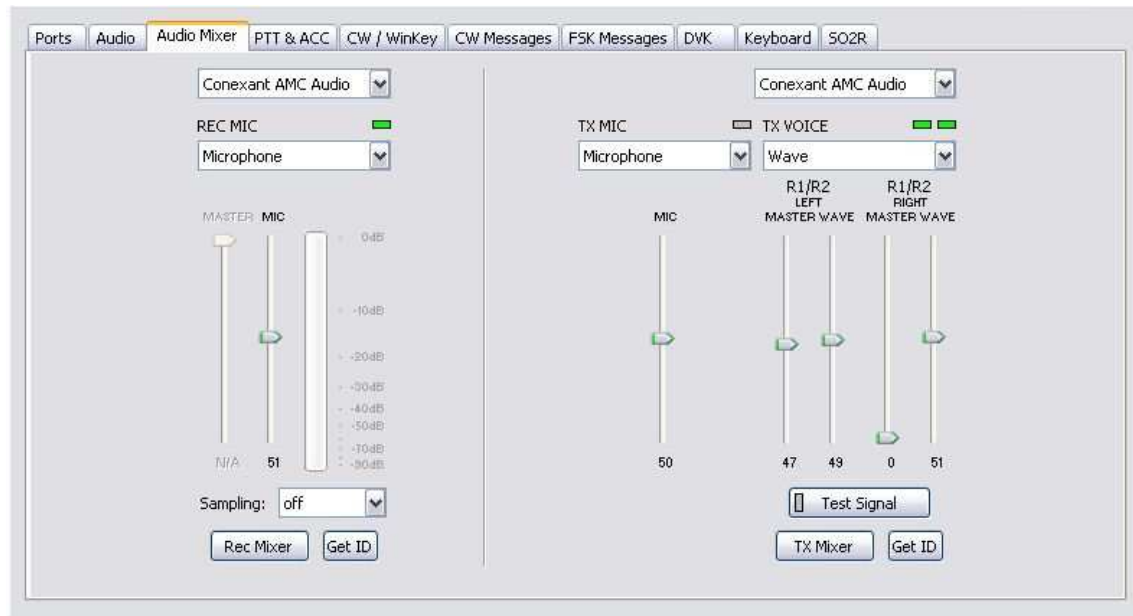 Ports Audio Audio Mixer PTT & ACC CW / WinKey CW Messages FSK Messages DVK Keyboard SO2R
Conexant AMC Audio
REC MIC
Microphone
MASTER MIC
0dB
-10dB
-20dB
-30dB
-40dB
-50dB
-70dB
-90dB
N/A 51
Sampling: off
Rec Mixer Get ID
Conexant AMC Audio
TX MIC TX VOICE
Microphone Wave
R1/R2 R1/R2
LEFT RIGHT
MIC MASTER WAVE MASTER WAVE
50 47 49 0 51
Test Signal
TX Mixer Get ID